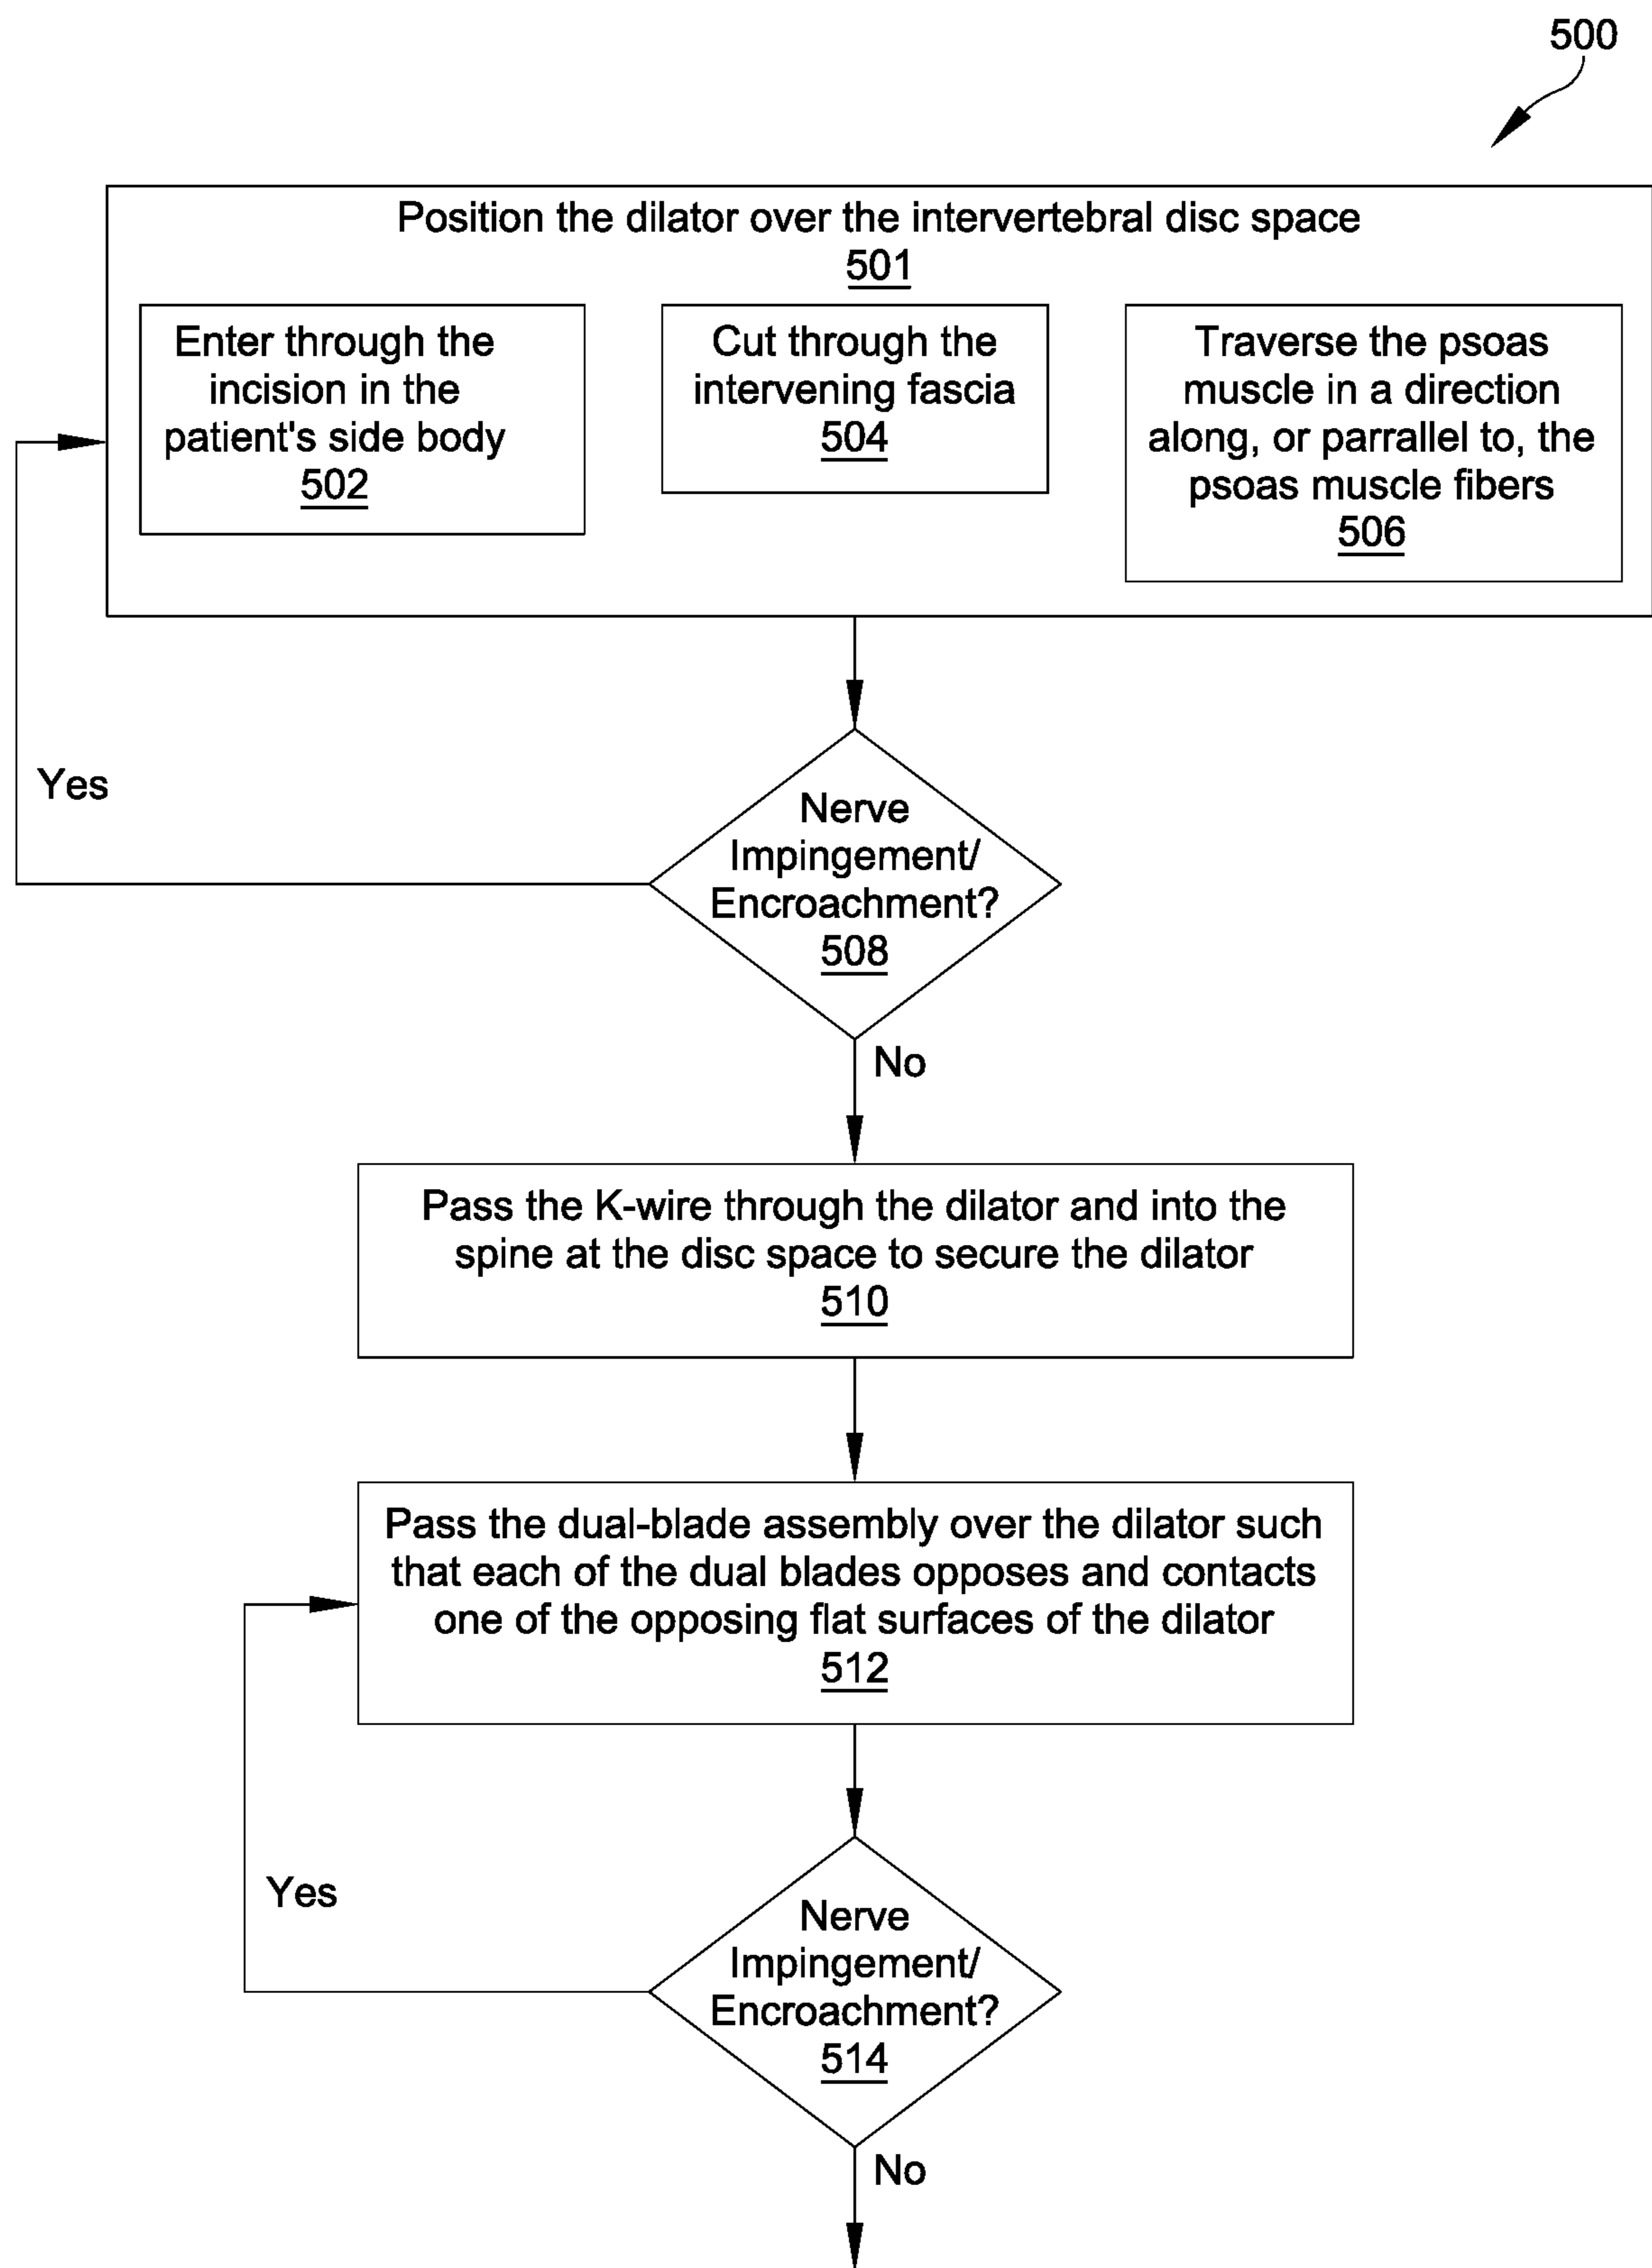 500
Position the dilator over the intervertebral disc space
501
Enter through the
incision in the
patient's side body
502
Cut through the
intervening fascia
504
Traverse the psoas
muscle in a direction
along, or parrallel to, the
psoas muscle fibers
506
Yes
Nerve
Impingement/
Encroachment?
508
No
Pass the K-wire through the dilator and into the
spine at the disc space to secure the dilator
510
Pass the dual-blade assembly over the dilator such
that each of the dual blades opposes and contacts
one of the opposing flat surfaces of the dilator
512
Yes
Nerve
Impingement/
Encroachment?
514
No